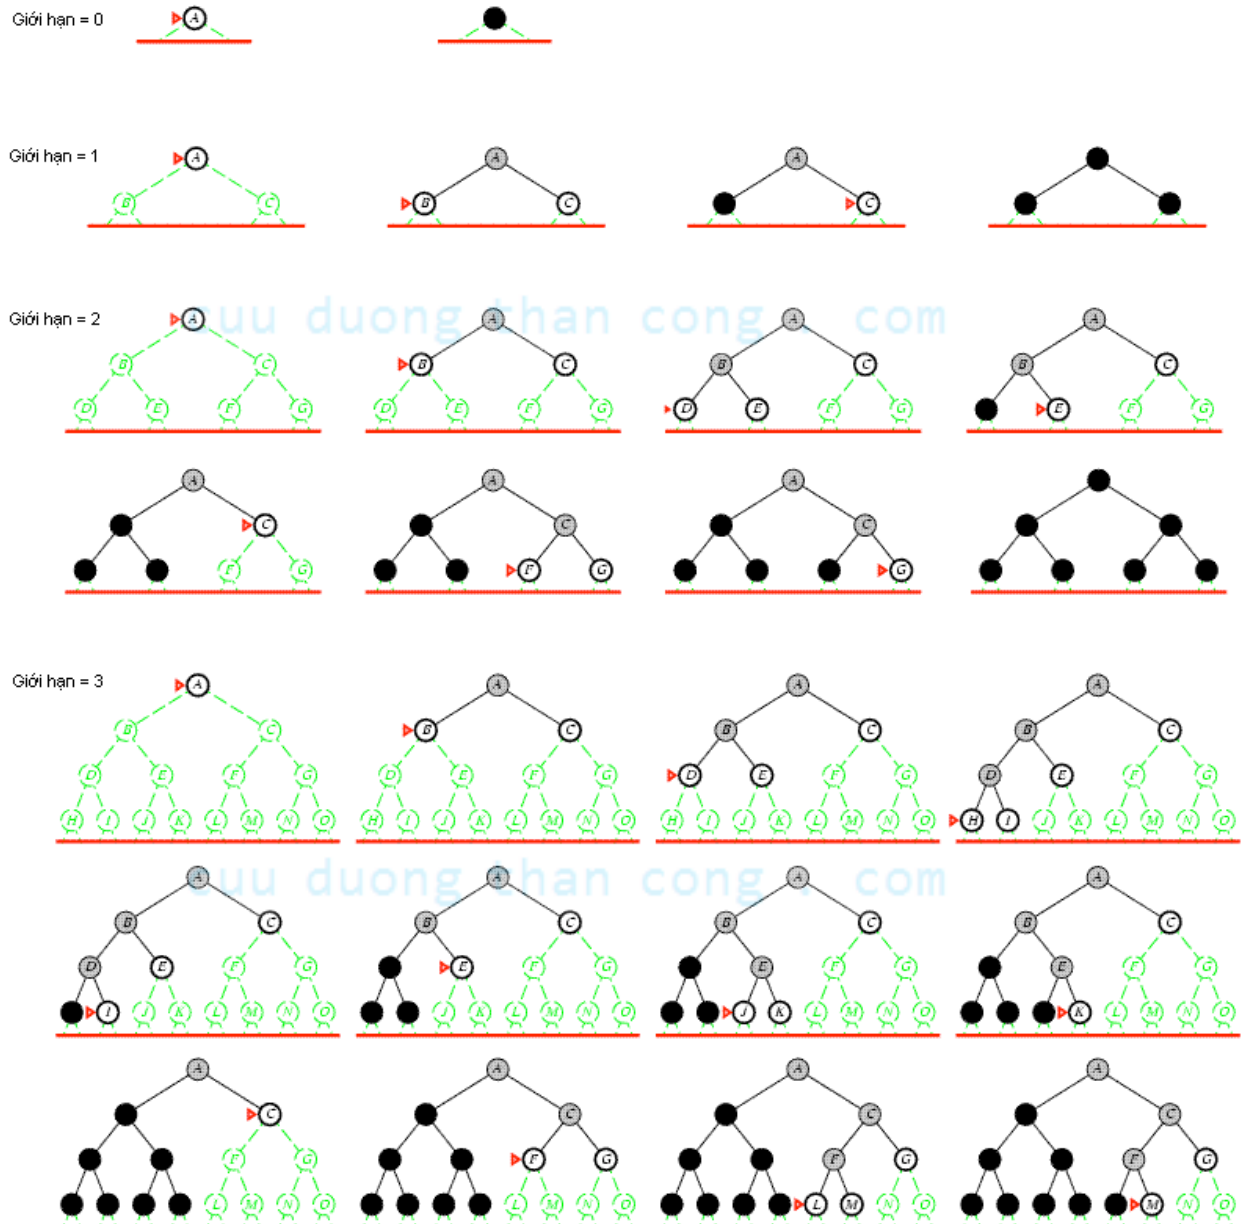 Giới hạn = 0
A
Giới hạn = 1
A A A
B C B C C
Giới hạn = 2
cuu duong than cong . com
A A A A
B C B C B C B C
D E F G D E F G D E F G E F G
A A A
C C C
F G F G G
Giới hạn = 3
A A A A
B C B C B C B C
D E F G D E F G D E F G D E F G
H I J K L M N O H I J K L M N O H I J K L M N O H I J K L M N O
cuu duong than cong . com
A A A A
B C B C B C B C
D E F G E F G E F G E F G
I J K L M N O J K L M N O J K L M N O K L M N O
A A A A
C C C C
F G F G F G F G
L M N O L M N O L M N O M N O